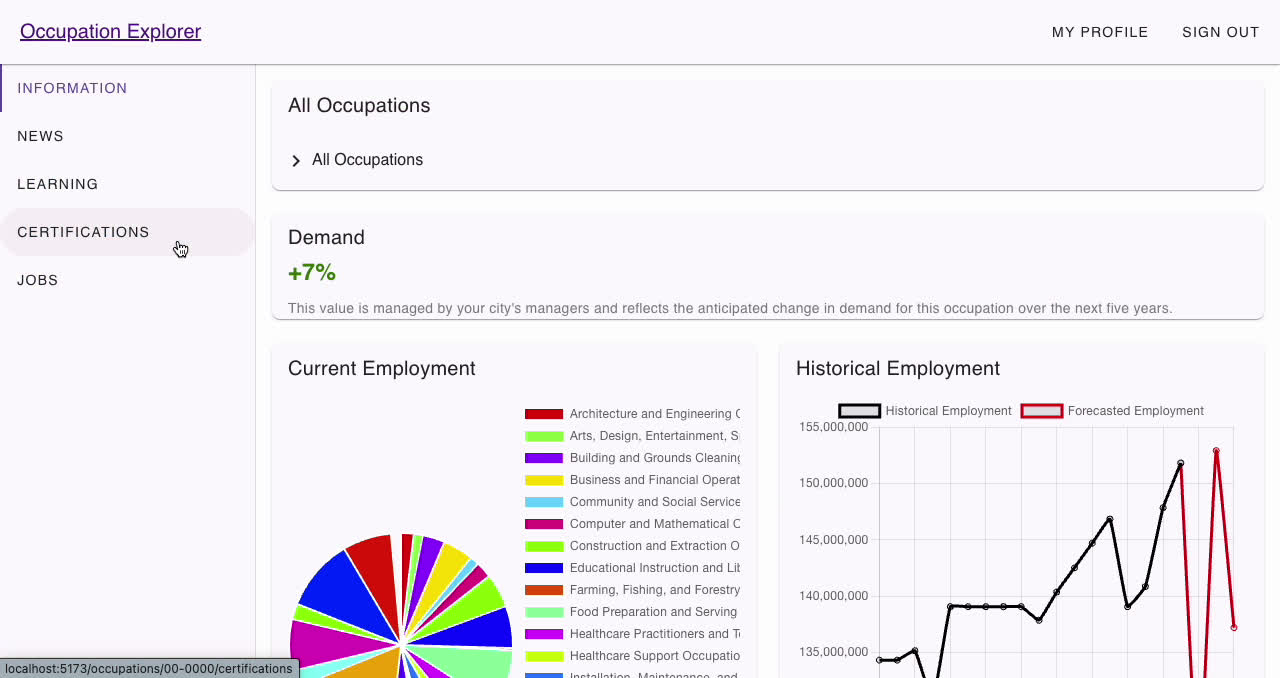 Occupation Explorer
MY PROFILE
SIGN OUT
INFORMATION
NEWS
LEARNING
CERTIFICATIONS
JOBS
All Occupations
All Occupations
Demand
+7%
This value is managed by your city's managers and reflects the anticipated change in demand for this occupation over the next five years.
Current Employment
Architecture and Engineering
Arts, Design, Entertainment,
Building and Grounds Cleaning
Business and Financial
Community and Social Service
Computer and Mathematical
Construction and Extraction
Educational Instruction and
Farming, Fishing, and Forestry
Food Preparation and Serving
Healthcare Practitioners and
Healthcare Support
Installation, Maintenance, and
Historical Employment
Historical Employment
Forecasted Employment
155,000,000
150,000,000
145,000,000
140,000,000
135,000,000
localhost:5173/occupations/00-0000/certifications